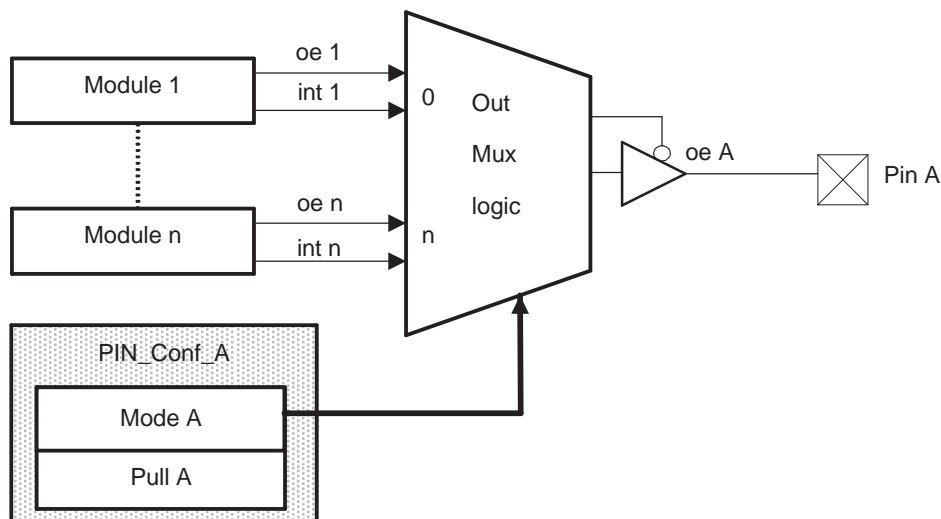 oe 1
Module 1
int 1
0
Out
Mux
logic
oe A
Pin A
oe n
Module n
int n
n
PIN_Conf_A
Mode A
Pull A